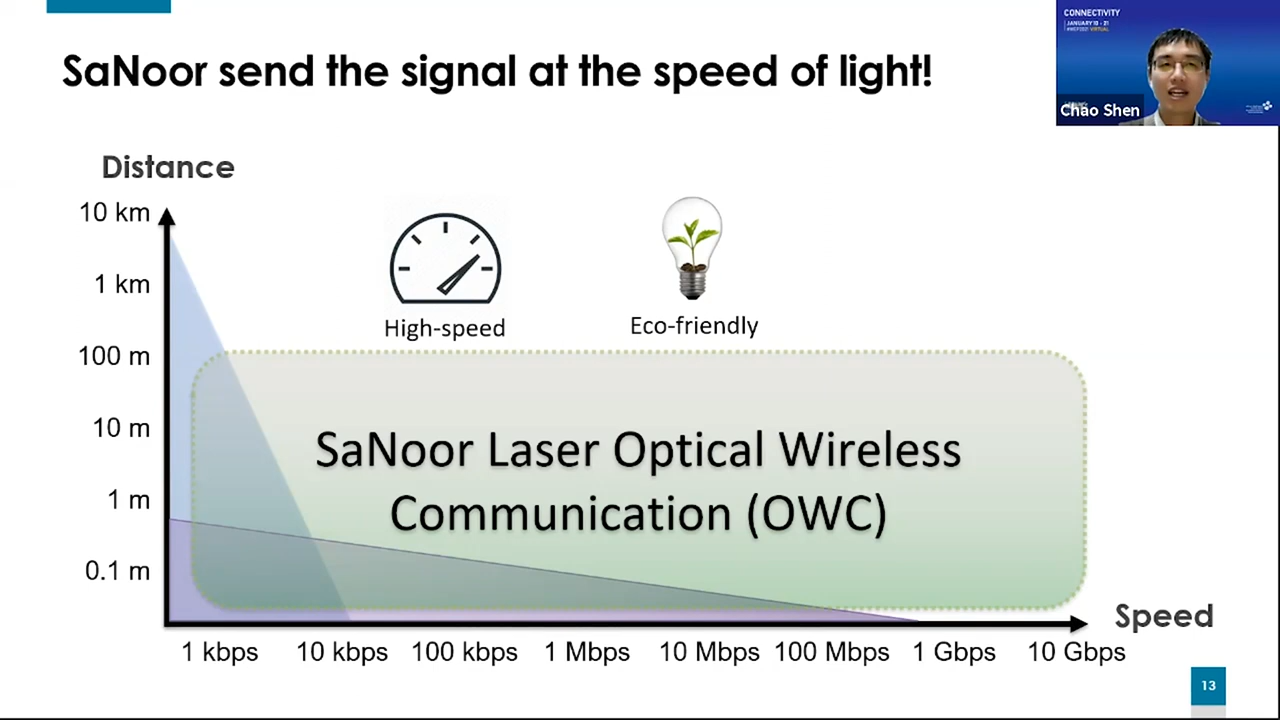 SaNoor send the signal at the speed of light!
CONNECTIVITY
JANUARY 10 - 21
Chao Shen
Distance
10 km
1 km
100 m
10 m
1 m
0.1 m
High-speed
Eco-friendly
SaNoor Laser Optical Wireless
Communication (OWC)
Speed
1 kbps
10 kbps
100 kbps
1 Mbps
10 Mbps
100 Mbps
1 Gbps
10 Gbps
13